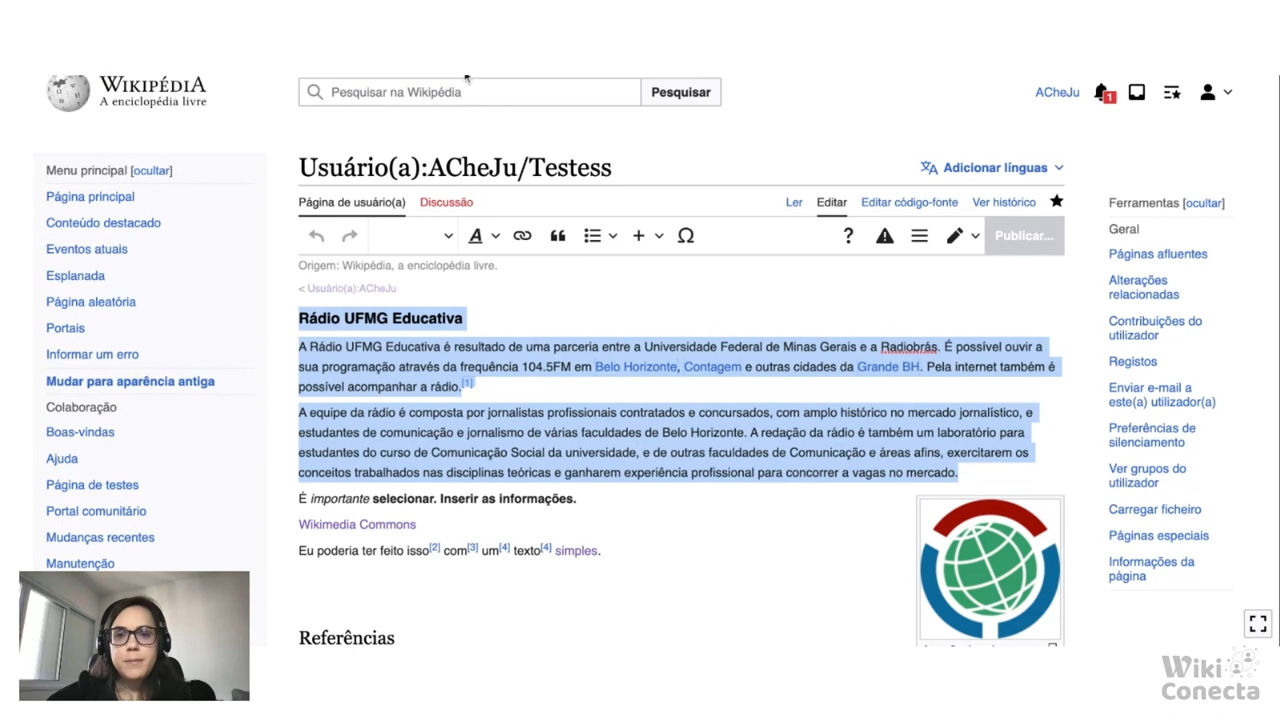 WIKIPÉDIA
A enciclopédia livre
Pesquisar na Wikipédia
Pesquisar
ACheJu
1
Menu principal [ocultar]
Página principal
Conteúdo destacado
Eventos atuais
Esplanada
Página aleatória
Portais
Informar um erro
Mudar para aparência antiga
Colaboração
Boas-vindas
Ajuda
Página de testes
Portal comunitário
Mudanças recentes
Manutenção
Usuário(a):ACheJu/Testess
Adicionar línguas
Página de usuário(a)
Discussão
Ler
Editar
Editar código-fonte
Ver histórico
A
Ω
?
Publicar...
Origem: Wikipédia, a enciclopédia livre.
< Usuário(a):ACheJu
Rádio UFMG Educativa
A Rádio UFMG Educativa é resultado de uma parceria entre a Universidade Federal de Minas Gerais e a Radiobrás. É possível ouvir a
sua programação através da frequência 104.5FM em Belo Horizonte, Contagem e outras cidades da Grande BH. Pela internet também é
possível acompanhar a rádio.[1]
A equipe da rádio é composta por jornalistas profissionais contratados e concursados, com amplo histórico no mercado jornalístico, e
estudantes de comunicação e jornalismo de várias faculdades de Belo Horizonte. A redação da rádio é também um laboratório para
estudantes do curso de Comunicação Social da universidade, e de outras faculdades de Comunicação e áreas afins, exercitarem os
conceitos trabalhados nas disciplinas teóricas e ganharem experiência profissional para concorrer a vagas no mercado.
É importante selecionar. Inserir as informações.
Wikimedia Commons
Eu poderia ter feito isso[2] com[3] um[4] texto[4] simples.
Referências
Ferramentas [ocultar]
Geral
Páginas afluentes
Alterações
relacionadas
Contribuições do
utilizador
Registos
Enviar e-mail a
este(a) utilizador(a)
Preferências de
silenciamento
Ver grupos do
utilizador
Carregar ficheiro
Páginas especiais
Informações da
página
Wiki
Conecta